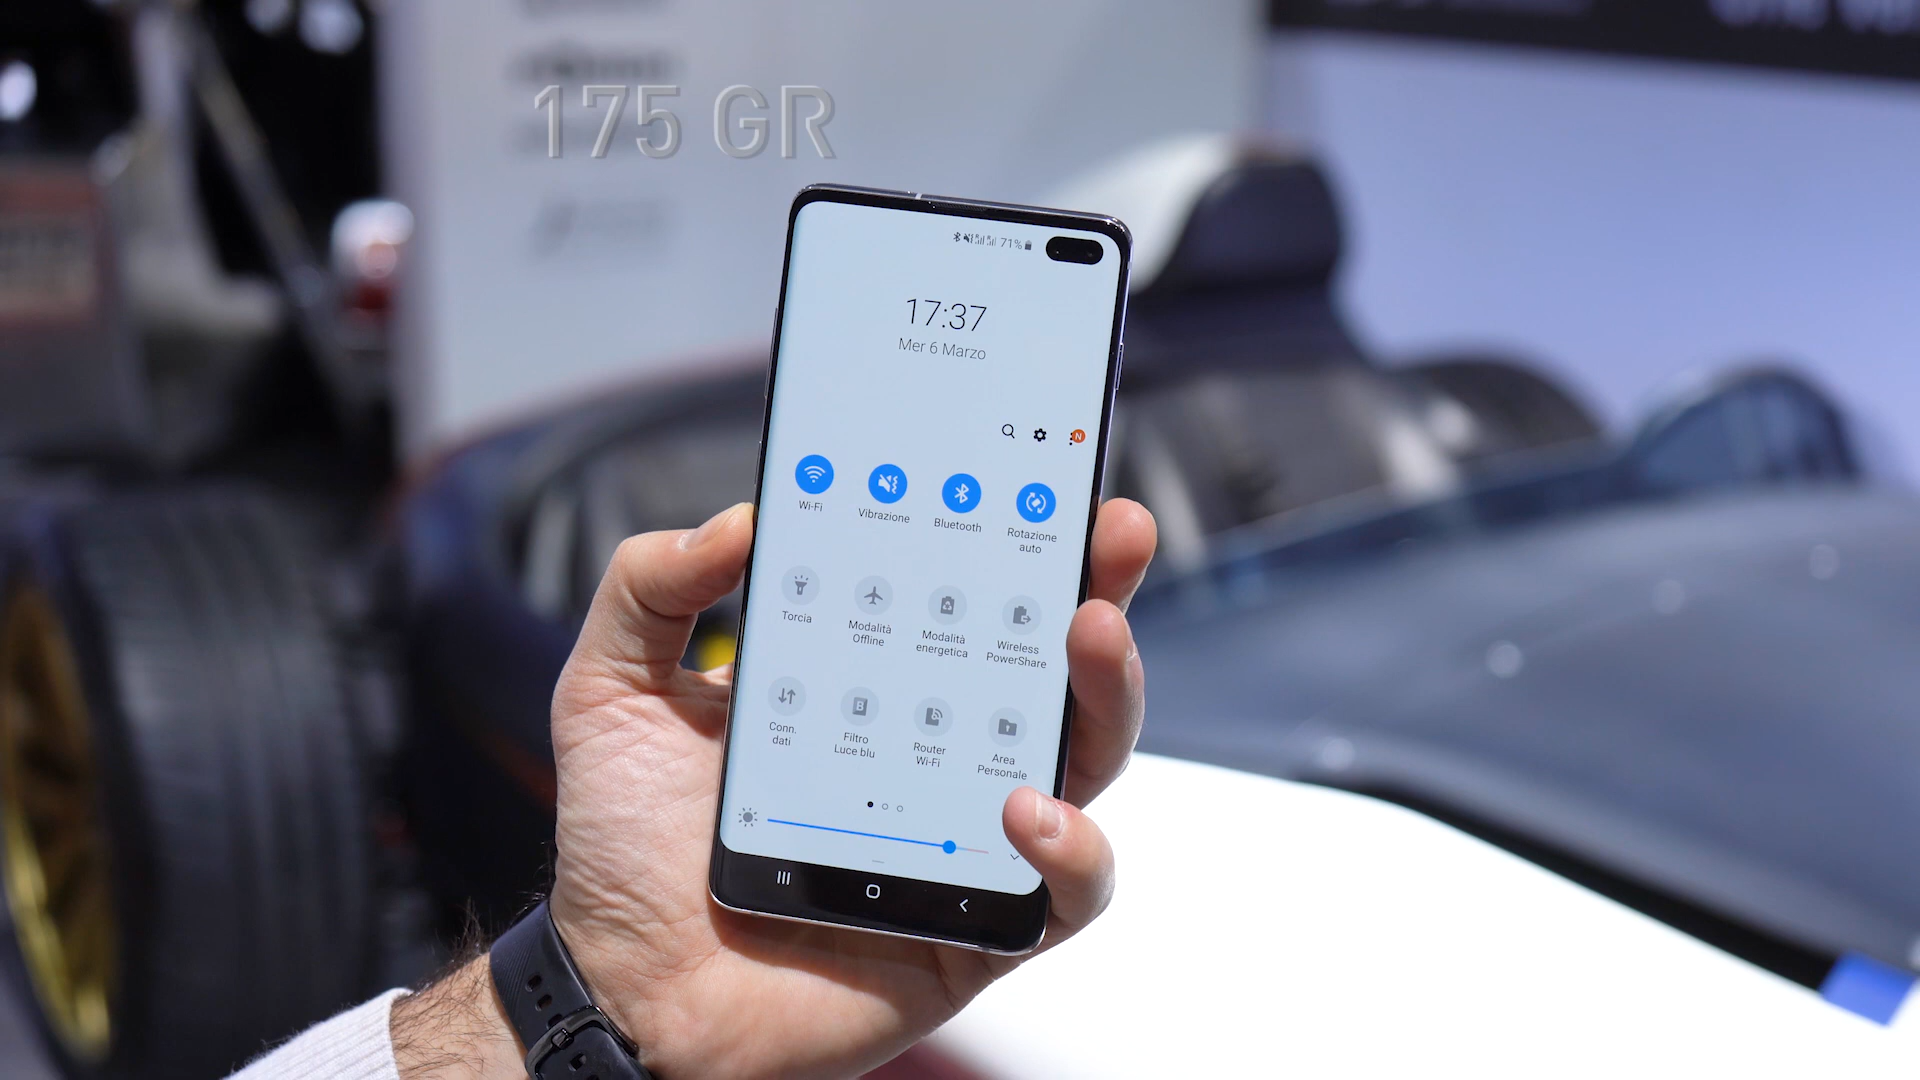 175 GR
71%
17:37
Mer 6 Marzo
N
Wi-Fi
Vibrazione
Bluetooth
Rotazione
auto
Torcia
Modalità
Offline
Modalità
energetica
Wireless
PowerShare
Conn.
dati
B
Filtro
Luce blu
Router
Wi-Fi
Area
Personale